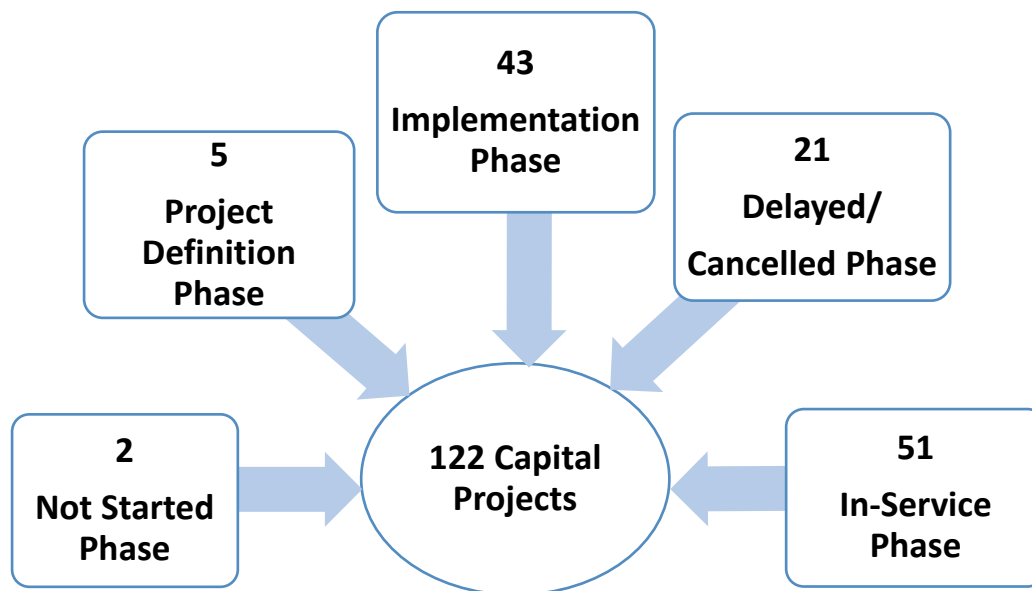 43
Implementation
Phase
5
Project
Definition
Phase
21
Delayed/
Cancelled Phase
2
Not Started
Phase
122 Capital
Projects
51
In-Service
Phase